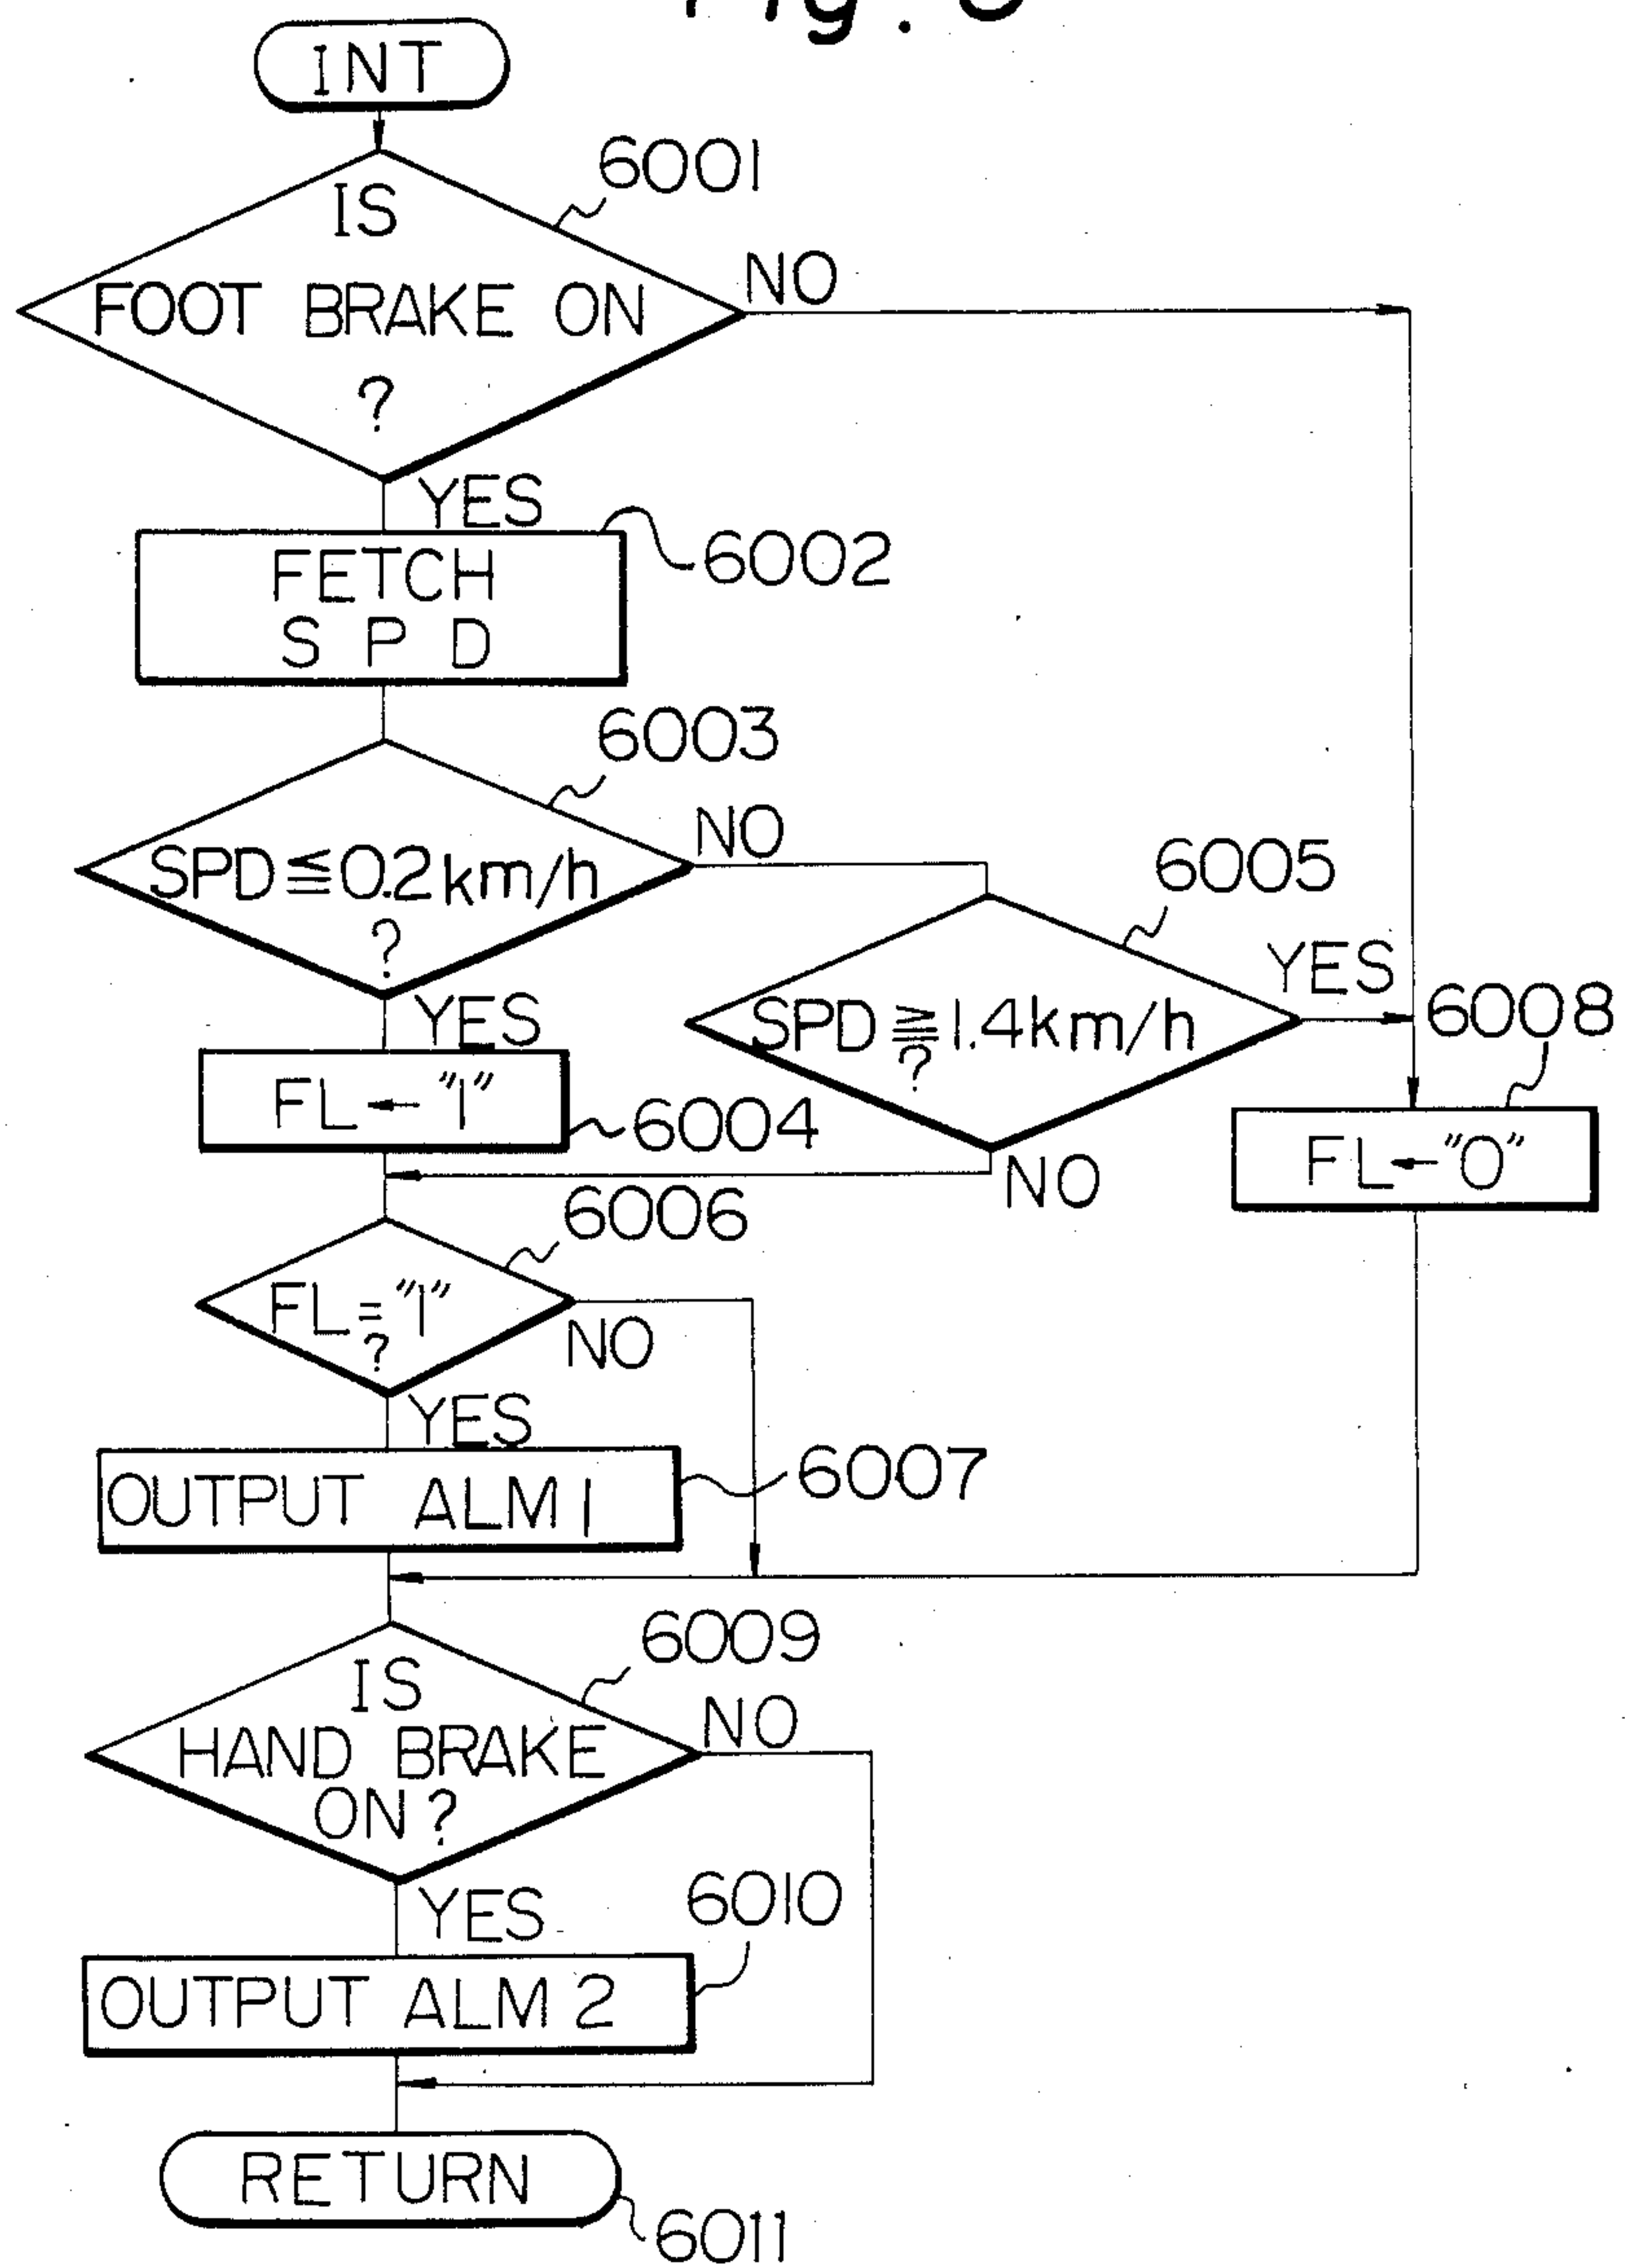 INT
6001
IS
FOOT BRAKE ON
?
NO
YES
FETCH
SPD
6002
6003
SPD≦0.2km/h
?
NO
YES
FL←"1"
6004
6005
SPD≧1.4km/h
?
YES
NO
6008
FL←"0"
6006
FL="1"
?
NO
YES
OUTPUT ALM1
6007
6009
IS
HAND BRAKE
ON?
NO
YES
6010
OUTPUT ALM 2
RETURN
6011